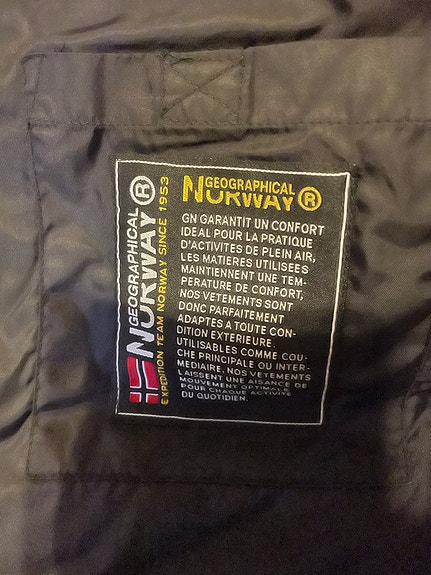 GEOGRAPHICAL
NORWAY ®
EXPEDITION TEAM NORWAY SINCE 1953
GEOGRAPHICAL
NORWAY ®
GN GARANTIT UN CONFORT
IDEAL POUR LA PRATIQUE
D'ACTIVITES DE PLEIN AIR,
LES MATIERES UTILISEES
MAINTIENNENT UNE TEM-
PERATURE DE CONFORT,
NOS VETEMENTS SONT
DONC PARFAITEMENT
ADAPTES A TOUTE CON-
DITION EXTERIEURE.
UTILISABLES COMME COU-
CHE PRINCIPALE OU INTER-
MEDIAIRE, NOS VETEMENTS
LAISSENT UNE AISANCE DE
MOUVEMENT OPTIMALE
POUR CHAQUE ACTIVITE
DU QUOTIDIEN.